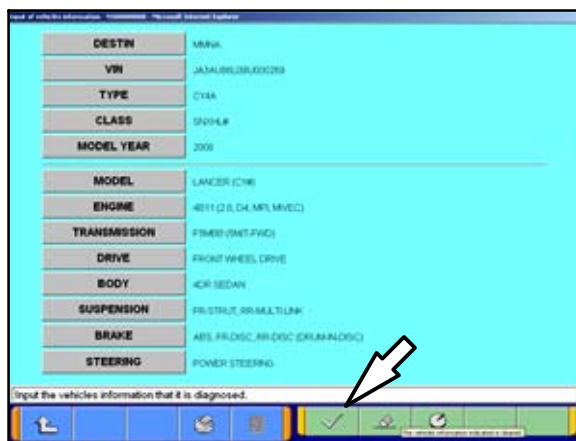 DESTIN MMNA
VIN
TYPE CY4A
CLASS
MODEL YEAR
MODEL LANCER
ENGINE 4B11 (2.0, D4, MPI, MIVEC)
TRANSMISSION
DRIVE FRONT WHEEL DRIVE
BODY 4DR SEDAN
SUSPENSION FR-STRUT, RR-MULTI LINK
BRAKE ABS, FR-DISC, RR-DISC (DRUM-IN-DISC)
STEERING POWER STEERING
Input the vehicles information that it is diagnosed.